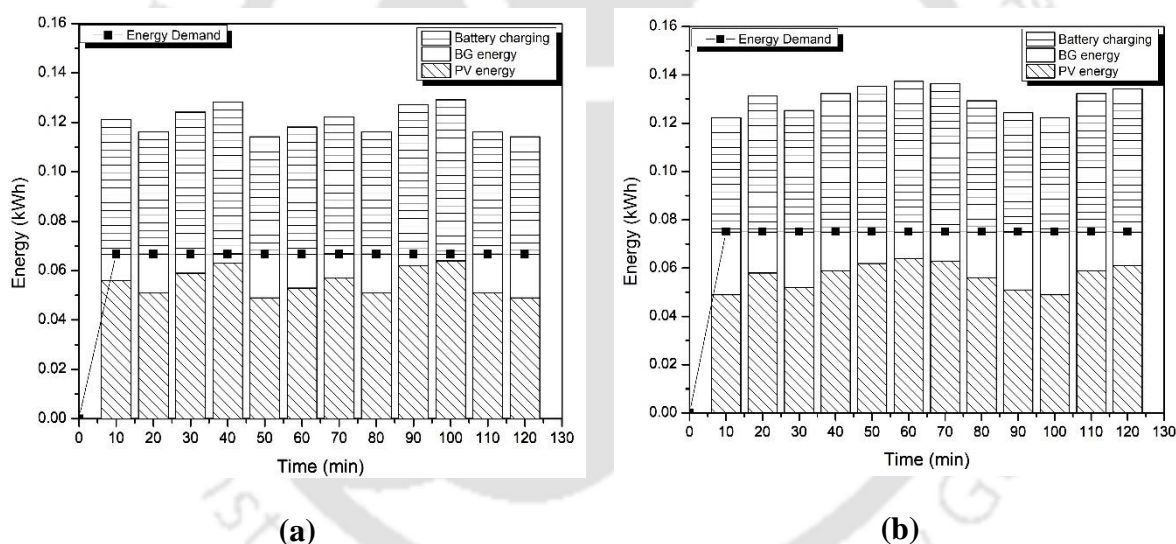 0.16
0.14
0.12
0.10
0.08
0.06
0.04
0.02
0.00
Energy (kWh)
Energy Demand
Battery charging
BG energy
PV energy
0 10 20 30 40 50 60 70 80 90 100 110 120 130
Time (min)
(a)
0.16
0.14
0.12
0.10
0.08
0.06
0.04
0.02
0.00
Energy (kWh)
Energy Demand
Battery charging
BG energy
PV energy
0 10 20 30 40 50 60 70 80 90 100 110 120 130
Time (min)
(b)